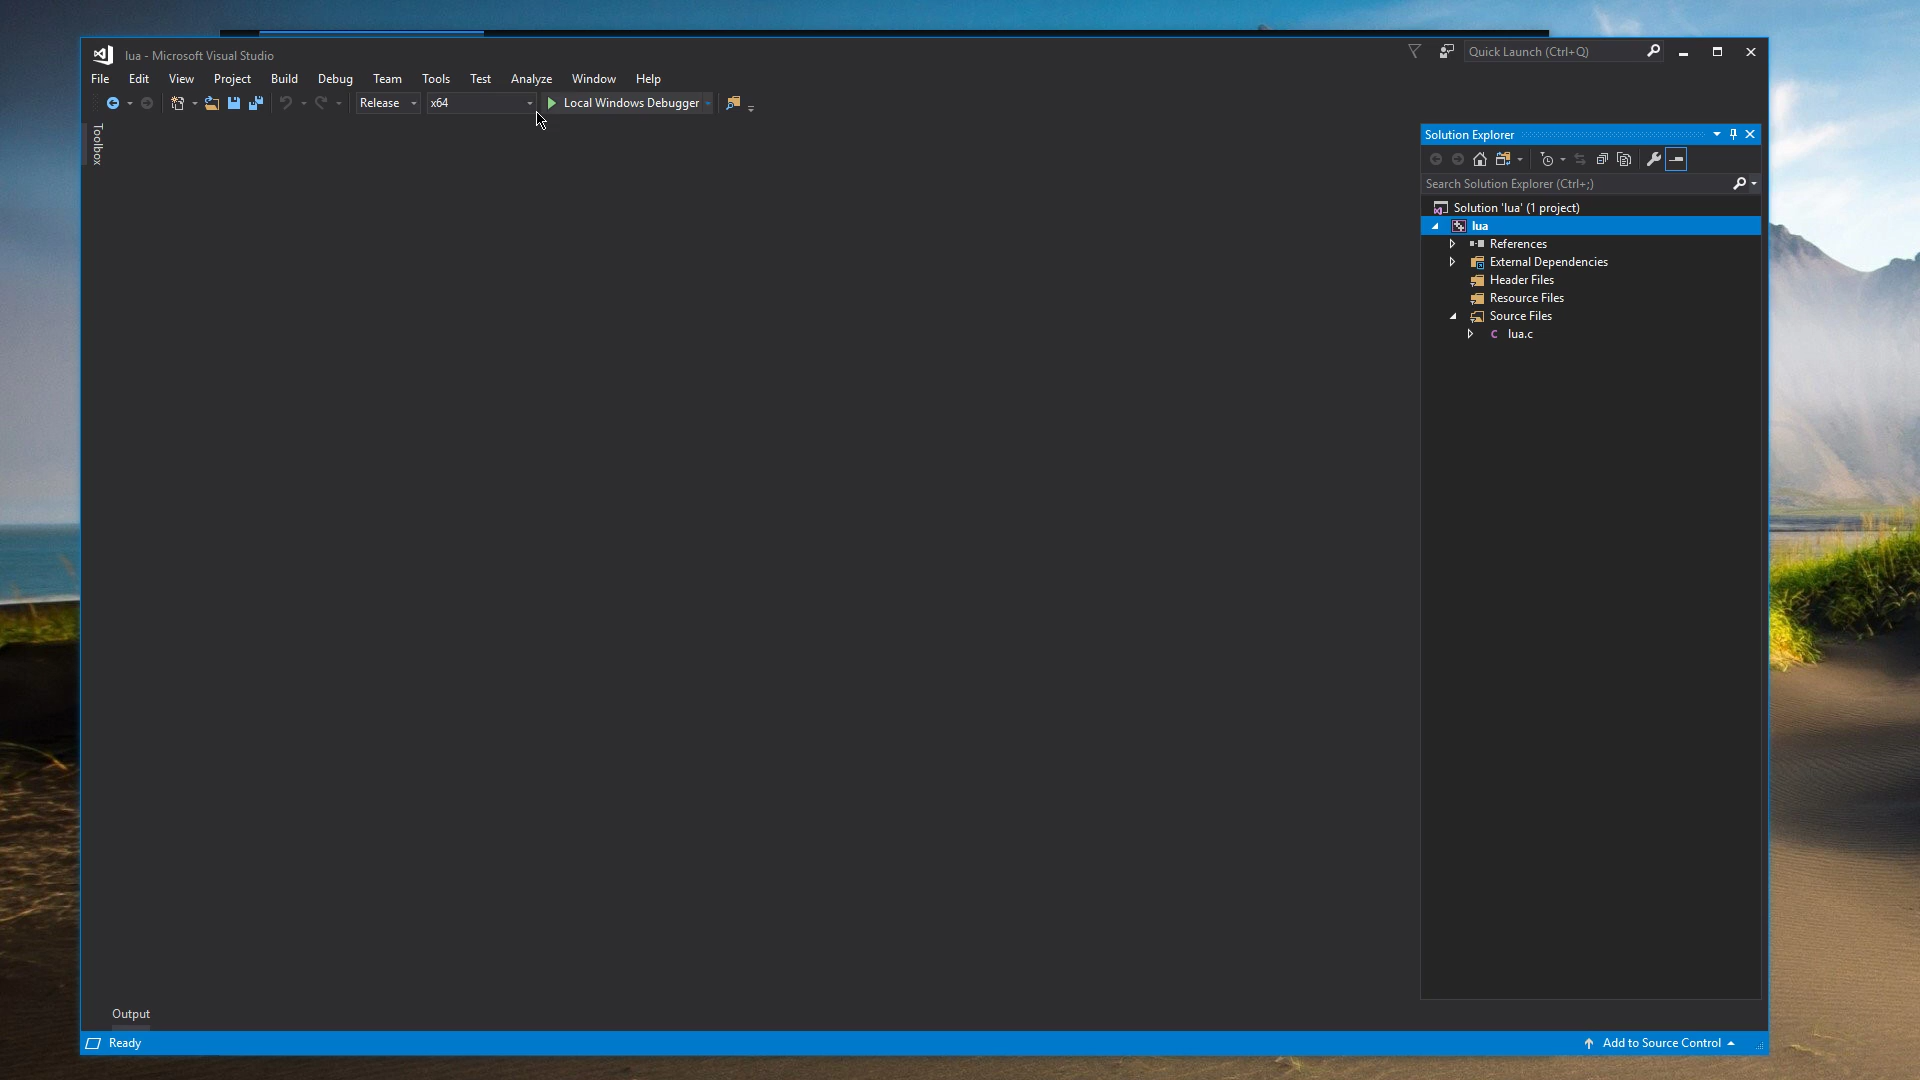 lua - Microsoft Visual Studio
Quick Launch (Ctrl+Q)
File Edit View Project Build Debug Team Tools Test Analyze Window Help
Release x64 Local Windows Debugger
Toolbox
Solution Explorer
Search Solution Explorer (Ctrl+;)
Solution 'lua' (1 project)
lua
References
External Dependencies
Header Files
Resource Files
Source Files
C lua.c
Output
Ready
Add to Source Control